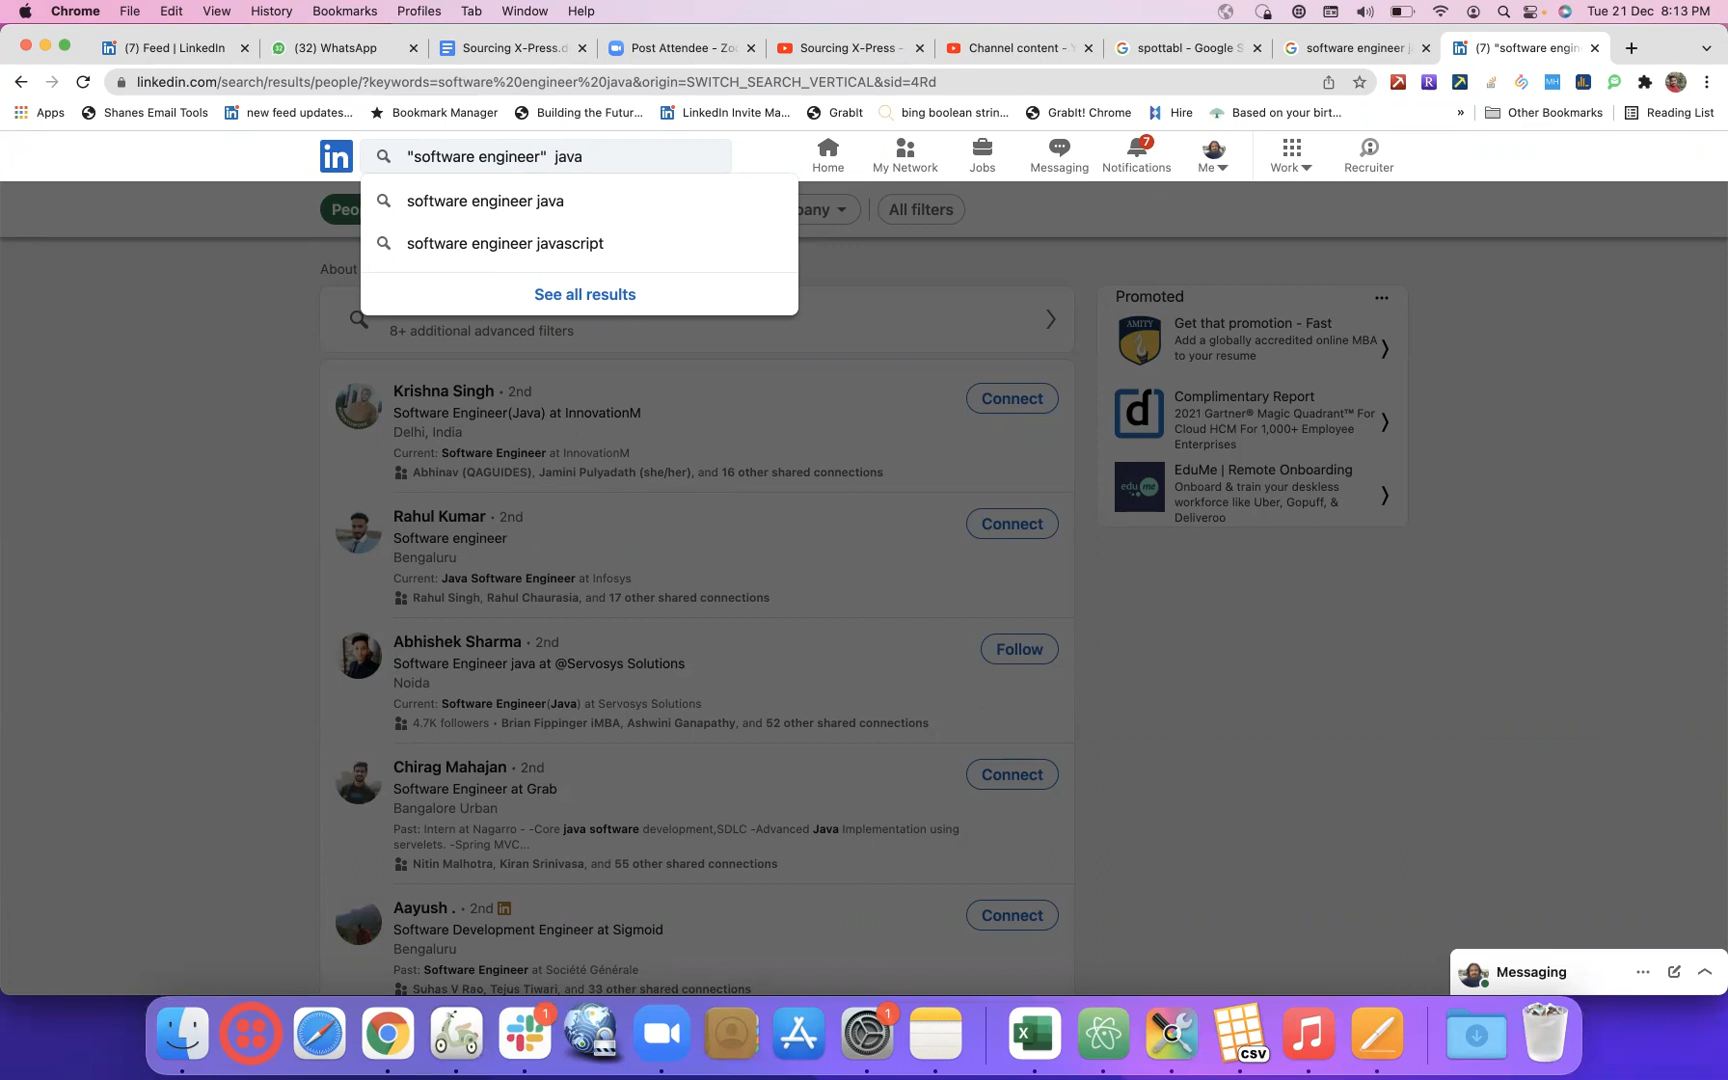 Chrome File Edit View History Bookmarks Profiles Tab Window Help Tue 21 Dec 8:13 PM
(7) Feed | LinkedIn (32) WhatsApp Sourcing X-Press.d Post Attendee - Zoo Sourcing X-Press - Channel content - Y spottabl - Google S software engineer j (7) "software engin
linkedin.com/search/results/people/?keywords=software%20engineer%20java&origin=SWITCH_SEARCH_VERTICAL&sid=4Rd
Apps Shanes Email Tools new feed updates... Bookmark Manager Building the Futur... LinkedIn Invite Ma... GrabIt bing boolean strin... GrabIt! Chrome Hire Based on your birt... » Other Bookmarks Reading List
in "software engineer" java
Home My Network Jobs Messaging 7 Notifications Me Work Recruiter
software engineer java
software engineer javascript
See all results
Peo pany All filters
About
8+ additional advanced filters
Krishna Singh • 2nd
Software Engineer(Java) at InnovationM
Delhi, India
Current: Software Engineer at InnovationM
Abhinav (QAGUIDES), Jamini Pulyadath (she/her), and 16 other shared connections
Connect
Rahul Kumar • 2nd
Software engineer
Bengaluru
Current: Java Software Engineer at Infosys
Rahul Singh, Rahul Chaurasia, and 17 other shared connections
Connect
Abhishek Sharma • 2nd
Software Engineer java at @Servosys Solutions
Noida
Current: Software Engineer(Java) at Servosys Solutions
4.7K followers • Brian Fippinger iMBA, Ashwini Ganapathy, and 52 other shared connections
Follow
Chirag Mahajan • 2nd
Software Engineer at Grab
Bangalore Urban
Past: Intern at Nagarro - -Core java software development,SDLC -Advanced Java Implementation using
servelets. -Spring MVC...
Nitin Malhotra, Kiran Srinivasa, and 55 other shared connections
Connect
Aayush . • 2nd in
Software Development Engineer at Sigmoid
Bengaluru
Past: Software Engineer at Société Générale
Suhas V Rao, Tejus Tiwari, and 33 other shared connections
Connect
Promoted
AMITY
Get that promotion - Fast
Add a globally accredited online MBA
to your resume
d
Complimentary Report
2021 Gartner® Magic Quadrant™ For
Cloud HCM For 1,000+ Employee
Enterprises
edu me
EduMe | Remote Onboarding
Onboard & train your deskless
workforce like Uber, Gopuff, &
Deliveroo
Messaging
1 1 CSV